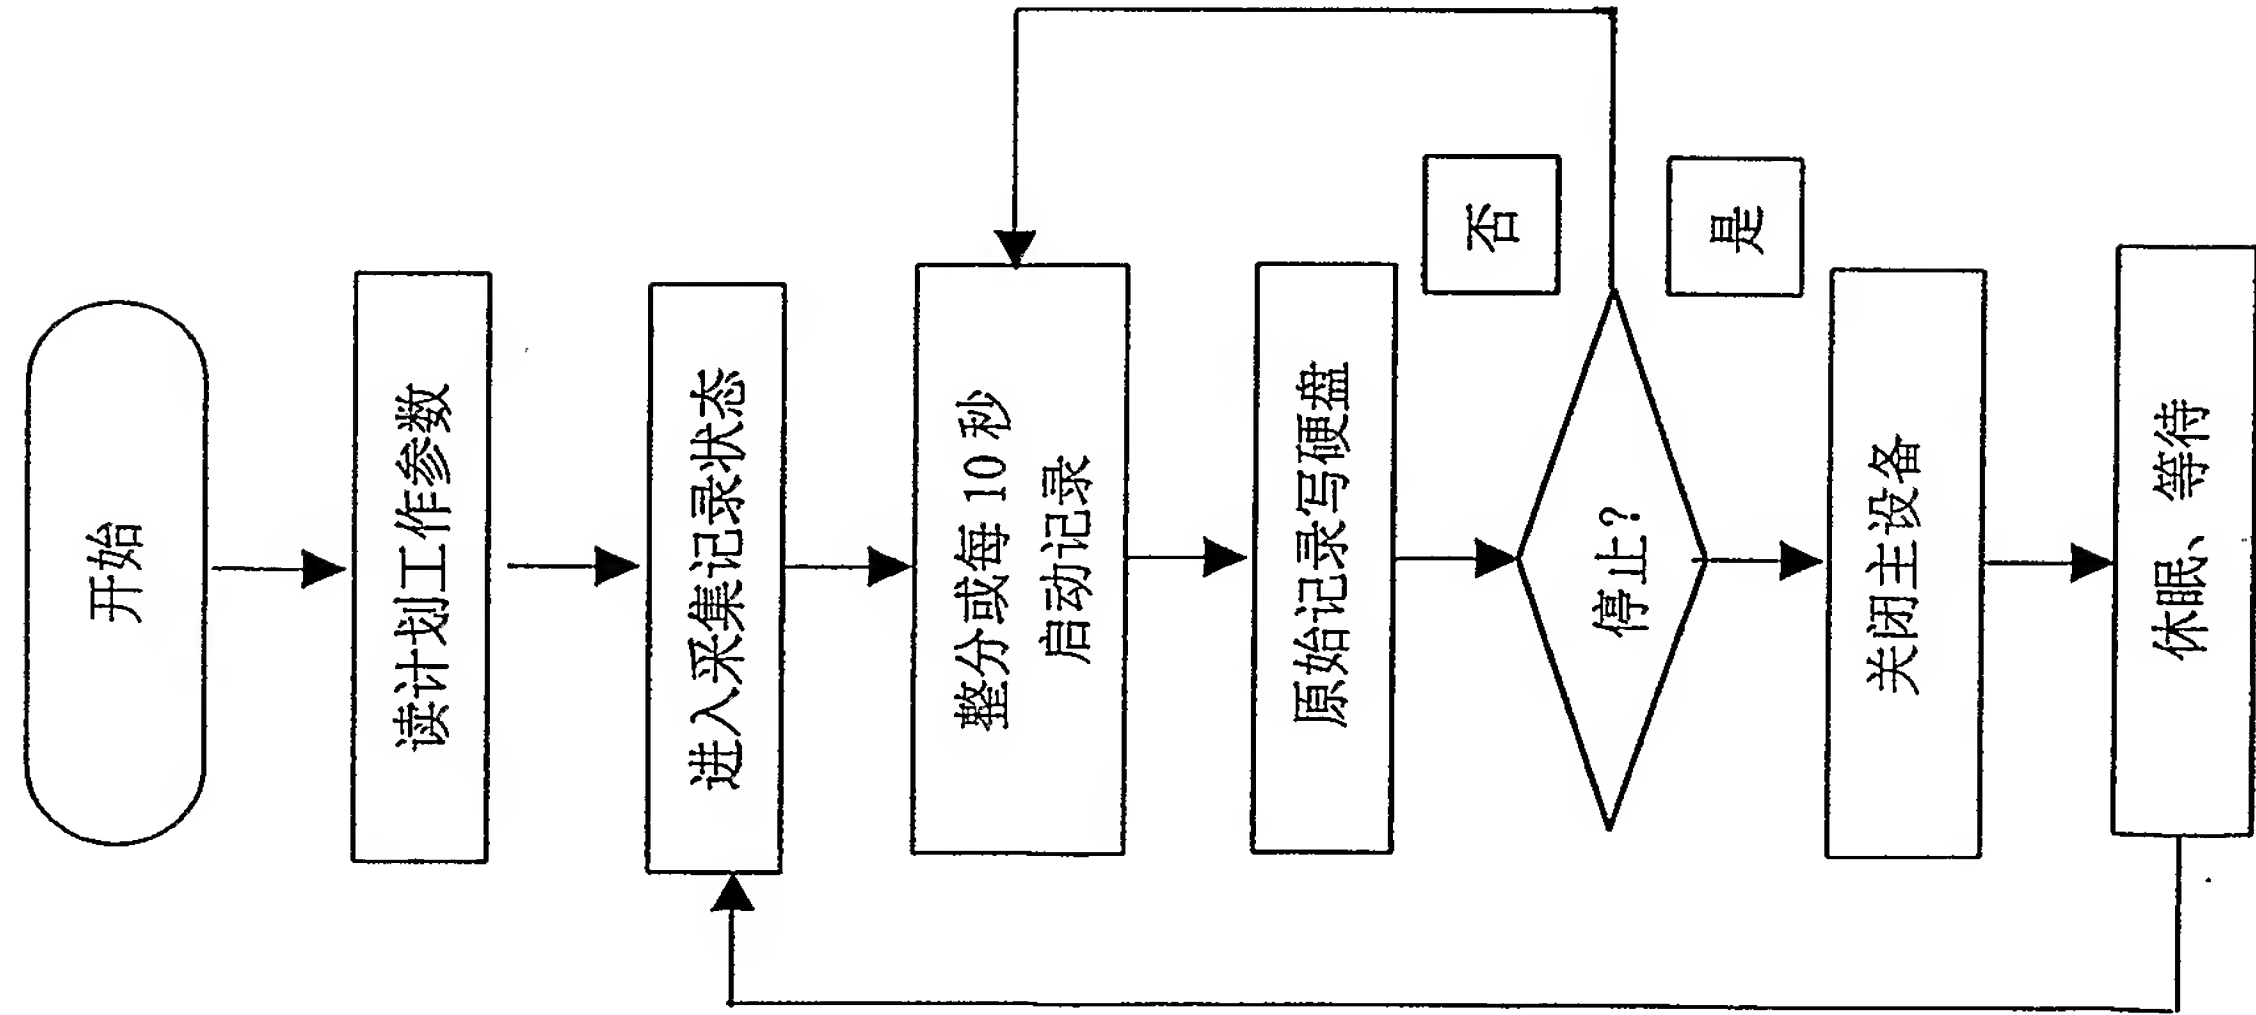 开始
读计划工作参数
进入采集记录状态
整分或每 10 秒
启动记录
原始记录写硬盘
停止？
否
是
关闭主设备
休眠、等待